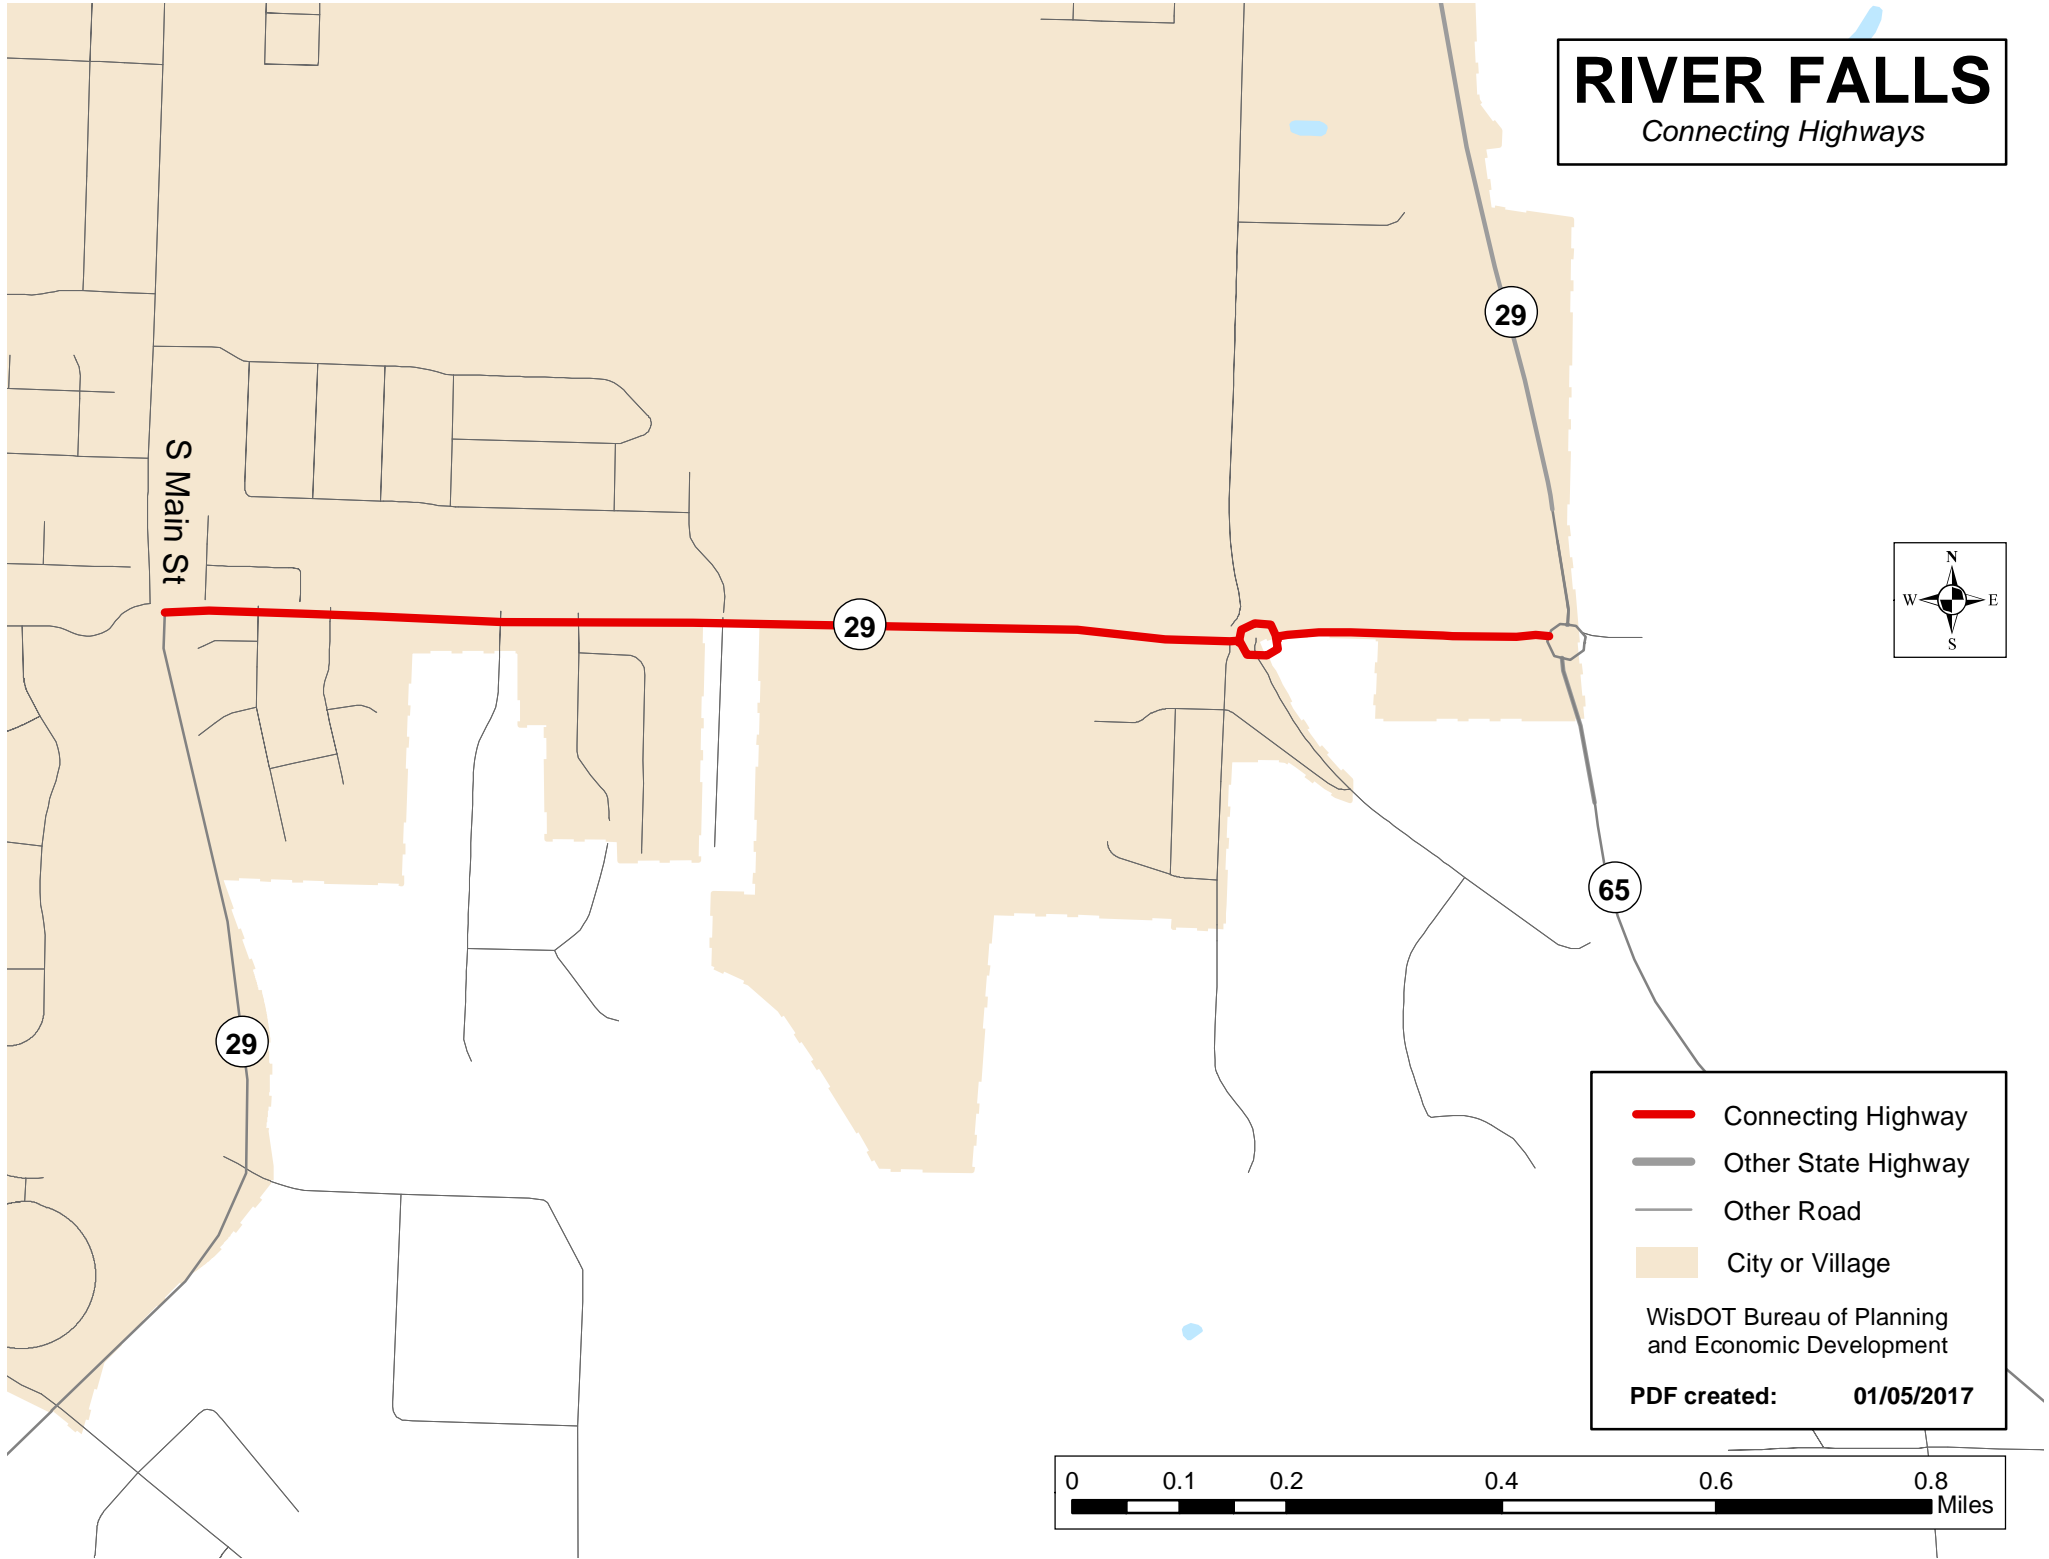 RIVER FALLS
Connecting Highways
29
S Main St
N
W E
S
29
65
29
Connecting Highway
Other State Highway
Other Road
City or Village
WisDOT Bureau of Planning
and Economic Development
PDF created: 01/05/2017
0 0.1 0.2 0.4 0.6 0.8
Miles